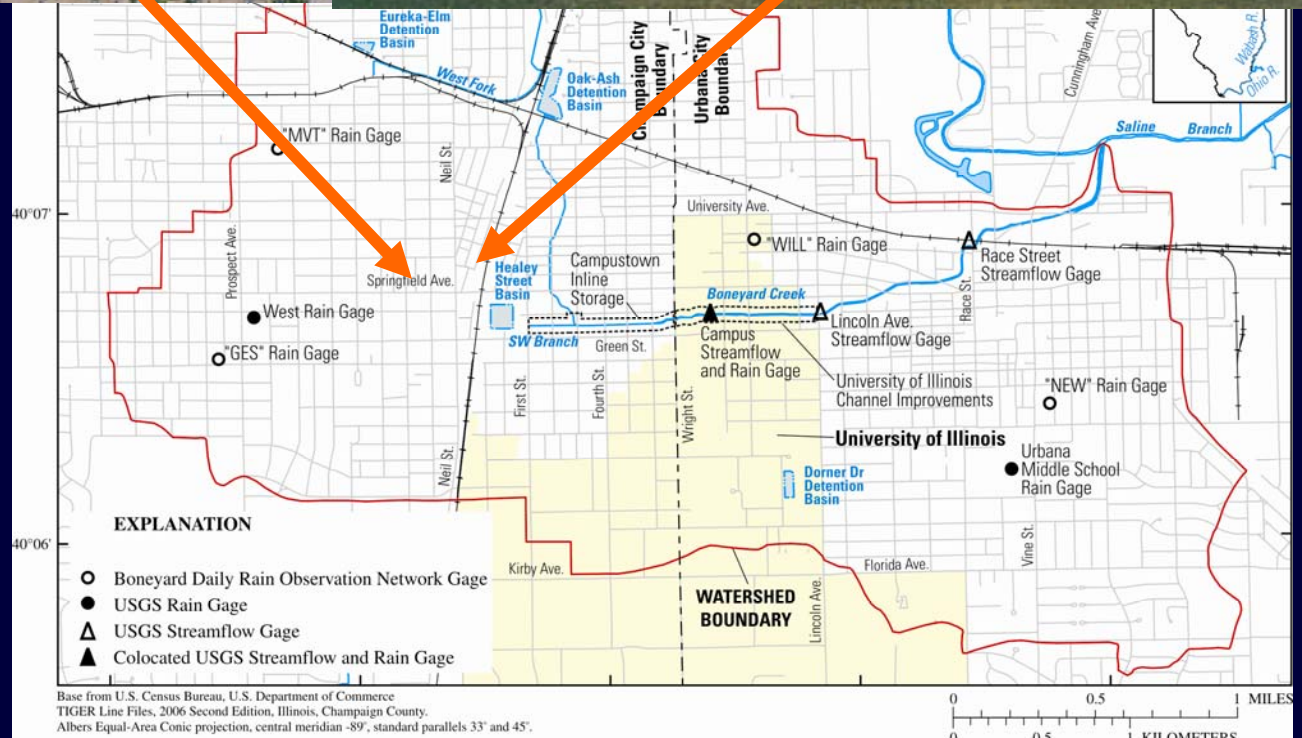 Eureka-Elm
Detention
Basin
West Fork
Oak-Ash
Detention
Basin
Champaign City
Boundary
Urbana City
Boundary
Cunningham Ave
Wabash R.
Ohio R.
Saline Branch
"MVT" Rain Gage
Neil St.
40°07'
University Ave.
"WILL" Rain Gage
Race Street
Streamflow Gage
Prospect Ave.
Springfield Ave.
Healey
Street
Basin
Campustown
Inline
Storage
Boneyard Creek
Race St.
West Rain Gage
"GES" Rain Gage
SW Branch
Green St.
Campus
Streamflow
and Rain Gage
Lincoln Ave.
Streamflow Gage
University of Illinois
Channel Improvements
"NEW" Rain Gage
First St.
Fourth St.
Wright St.
University of Illinois
Urbana
Middle School
Rain Gage
Neil St.
Dorner Dr
Detention
Basin
Vine St.
40°06'
Kirby Ave.
Florida Ave.
WATERSHED
BOUNDARY
Lincoln Ave.
EXPLANATION
Boneyard Daily Rain Observation Network Gage
USGS Rain Gage
USGS Streamflow Gage
Colocated USGS Streamflow and Rain Gage
Base from U.S. Census Bureau, U.S. Department of Commerce
TIGER Line Files, 2006 Second Edition, Illinois, Champaign County.
Albers Equal-Area Conic projection, central meridian -89°, standard parallels 33° and 45°.
0 0.5 1 MILES
0 0.5 1 KILOMETERS